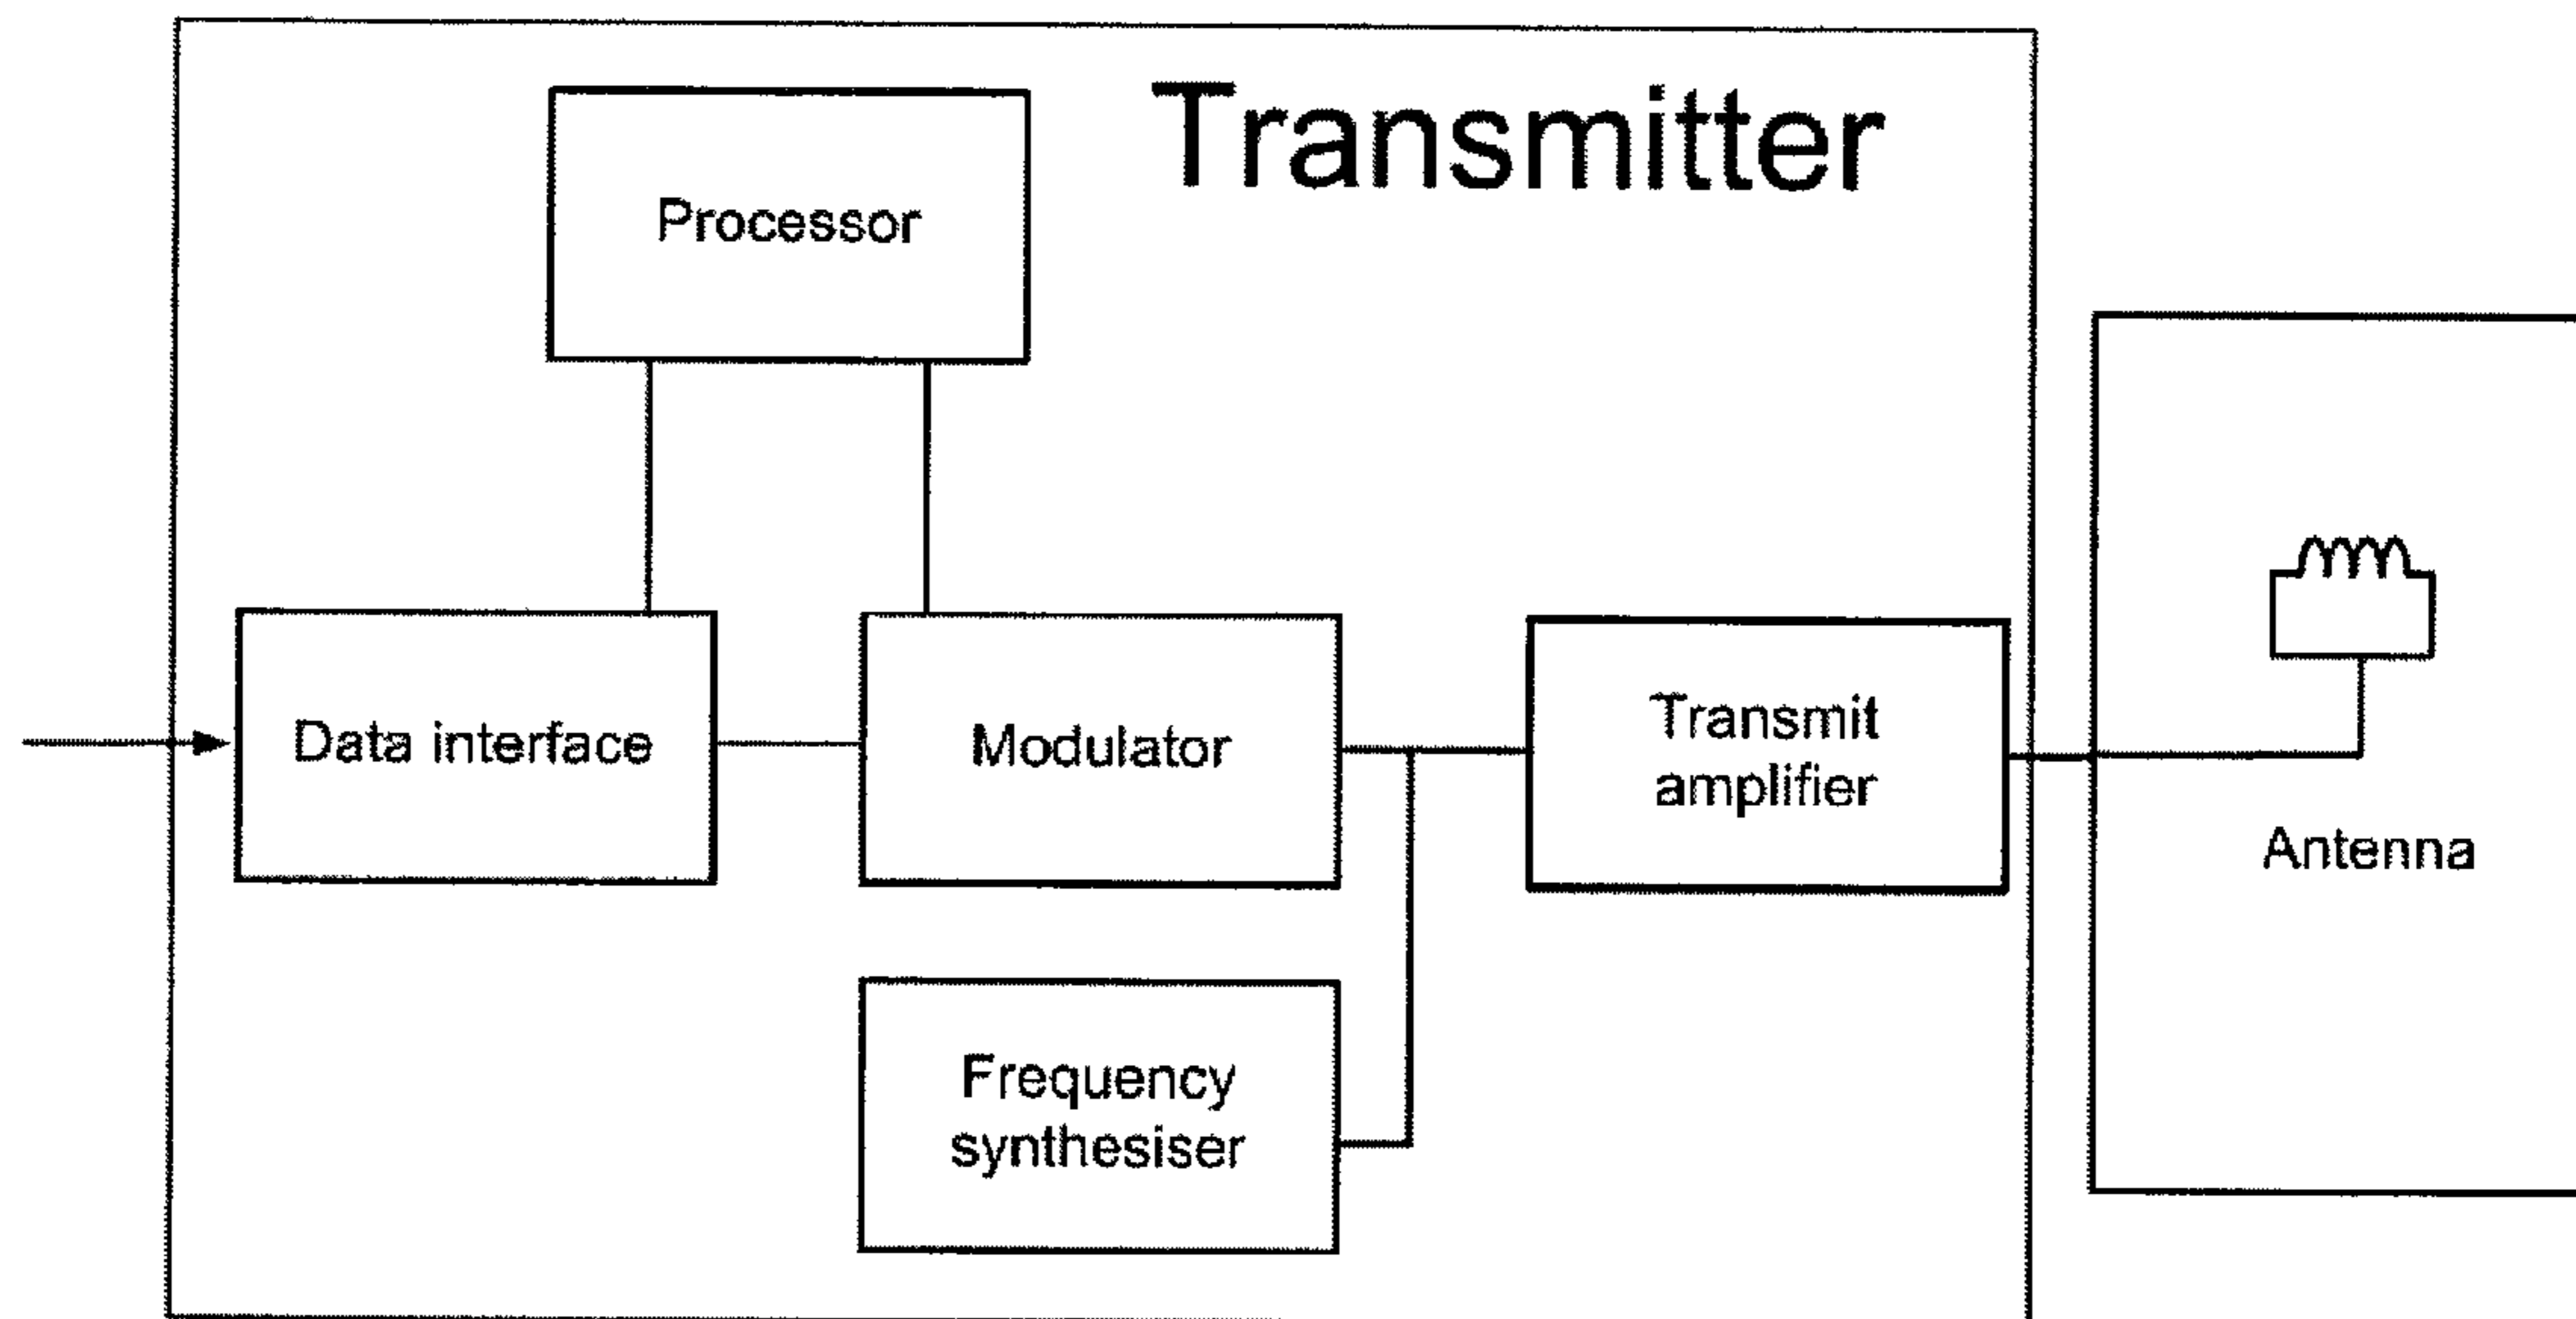 Transmitter
Processor
Data interface
Modulator
Transmit
amplifier
Antenna
Frequency
synthesiser